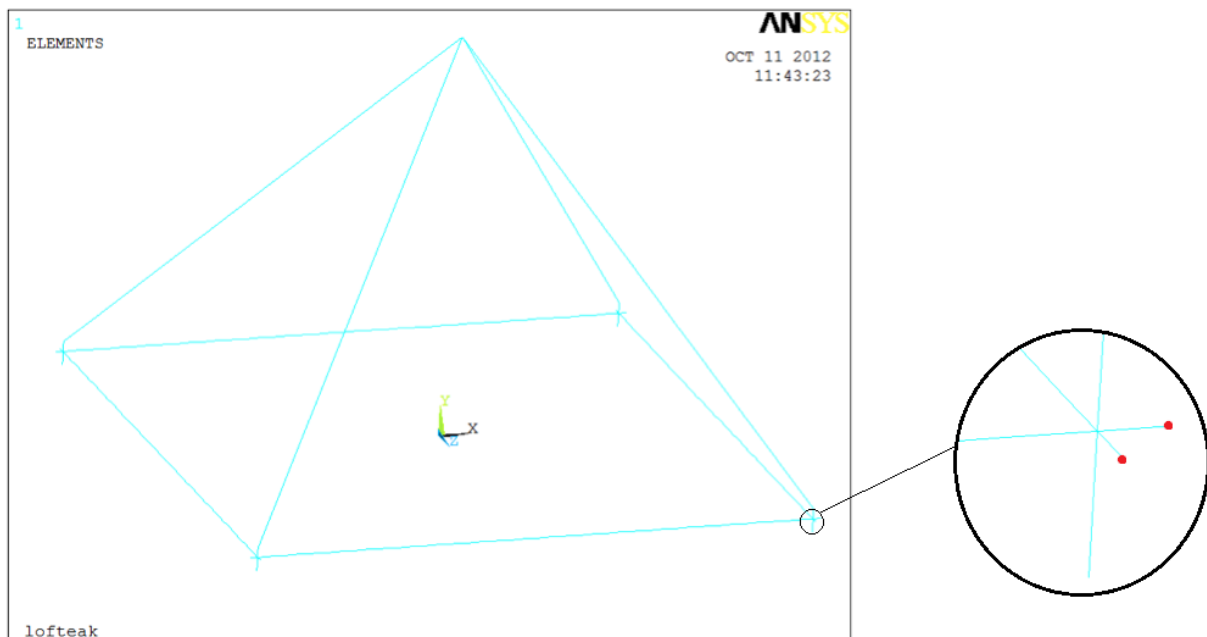 1
ELEMENTS
ANSYS
OCT 11 2012
11:43:23
Y
X
Z
lofteak